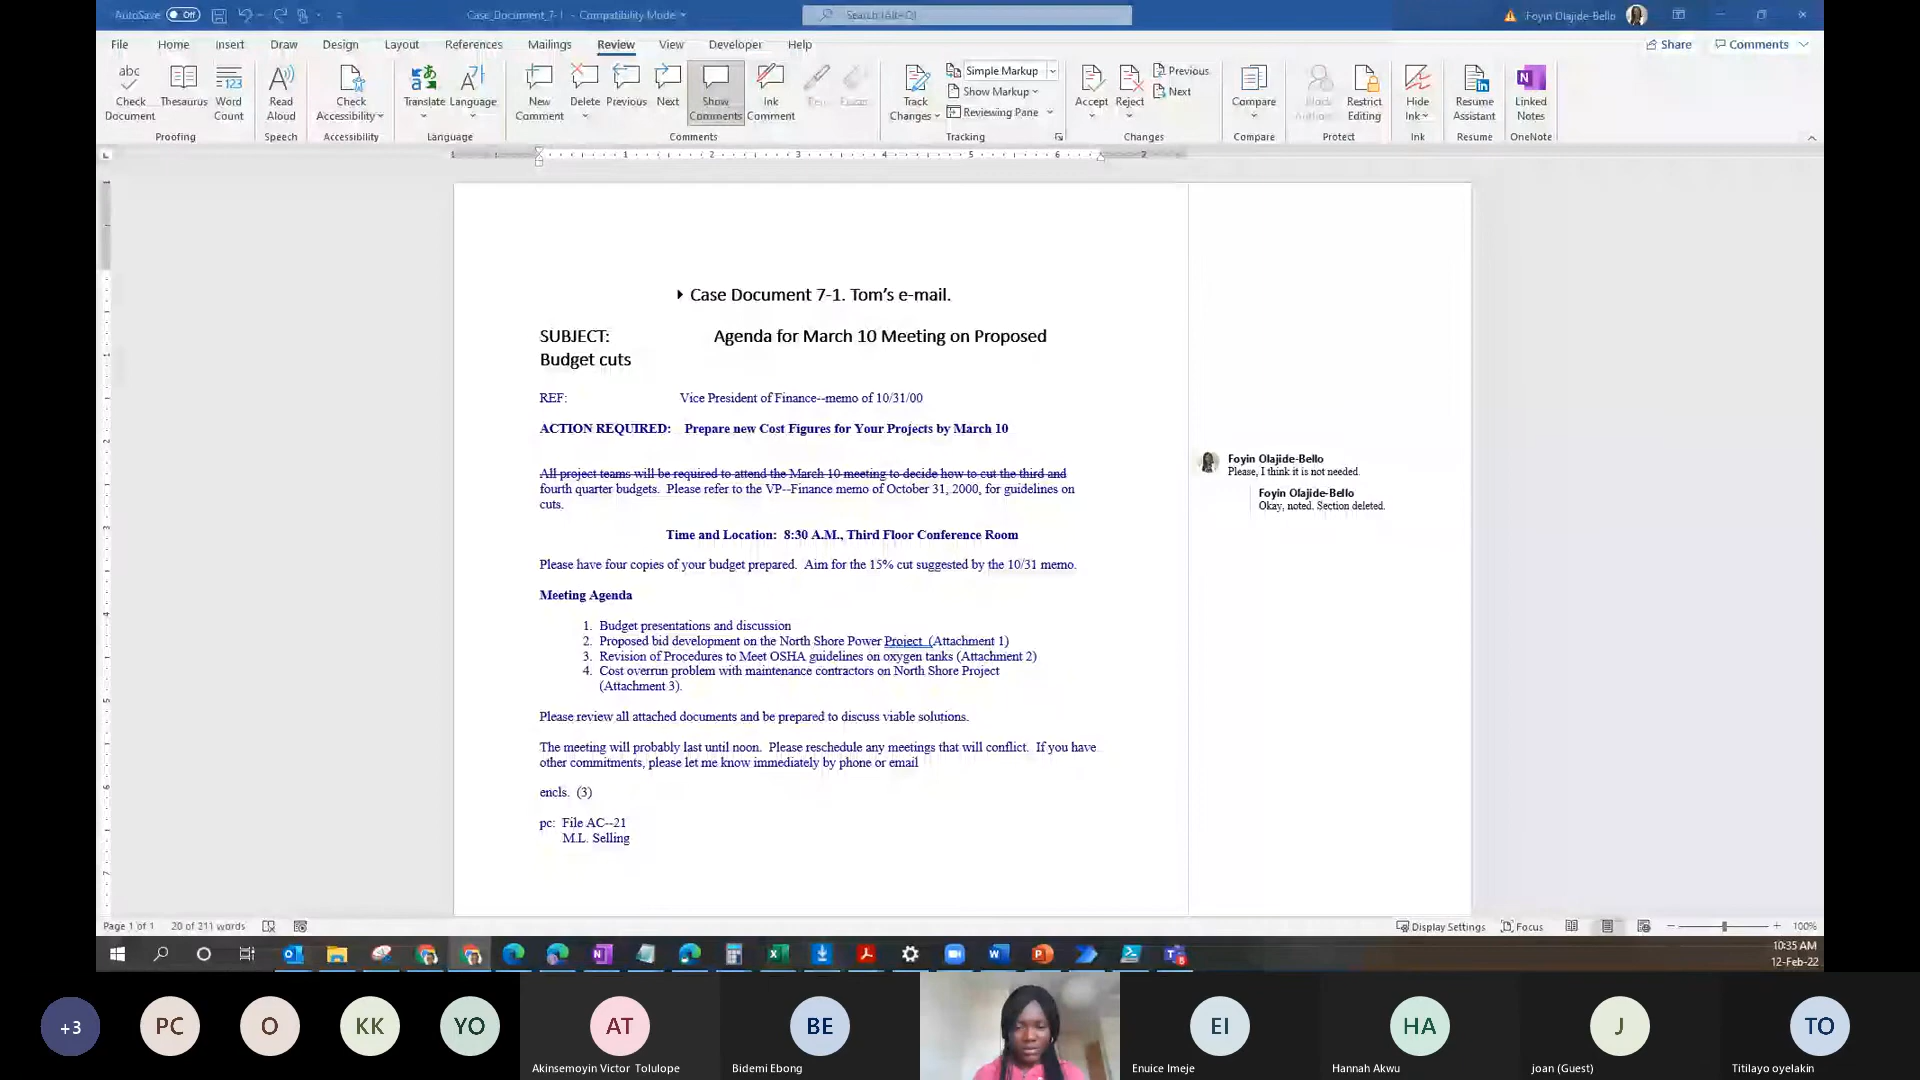 AutoSave Off Case_Document_7-1 - Compatibility Mode Search (Alt+Q) Foyin Olajide-Bello
File Home Insert Draw Design Layout References Mailings Review View Developer Help Share Comments
Check Document Thesaurus Word Count Read Aloud Check Accessibility Translate Language New Comment Delete Previous Next Show Comments Ink Comment Track Changes Simple Markup Show Markup Reviewing Pane Accept Reject Previous Next Compare Restrict Editing Hide Ink Resume Assistant Linked Notes
Proofing Speech Accessibility Language Comments Tracking Changes Compare Protect Ink Resume OneNote
Case Document 7-1. Tom's e-mail.
SUBJECT: Agenda for March 10 Meeting on Proposed
Budget cuts
REF: Vice President of Finance--memo of 10/31/00
ACTION REQUIRED: Prepare new Cost Figures for Your Projects by March 10
All project teams will be required to attend the March 10 meeting to decide how to cut the third and
fourth quarter budgets. Please refer to the VP--Finance memo of October 31, 2000, for guidelines on
cuts.
Foyin Olajide-Bello
Please, I think it is not needed.
Foyin Olajide-Bello
Okay, noted. Section deleted.
Time and Location: 8:30 A.M., Third Floor Conference Room
Please have four copies of your budget prepared. Aim for the 15% cut suggested by the 10/31 memo.
Meeting Agenda
1. Budget presentations and discussion
2. Proposed bid development on the North Shore Power Project (Attachment 1)
3. Revision of Procedures to Meet OSHA guidelines on oxygen tanks (Attachment 2)
4. Cost overrun problem with maintenance contractors on North Shore Project
(Attachment 3).
Please review all attached documents and be prepared to discuss viable solutions.
The meeting will probably last until noon. Please reschedule any meetings that will conflict. If you have
other commitments, please let me know immediately by phone or email
encls. (3)
pc: File AC--21
M.L. Selling
Page 1 of 1 20 of 211 words Display Settings Focus 100%
10:35 AM
12-Feb-22
+3 PC O KK YO AT BE EI HA J TO
Akinsemoyin Victor Tolulope Bidemi Ebong Enuice Imeje Hannah Akwu joan (Guest) Titilayo oyelakin